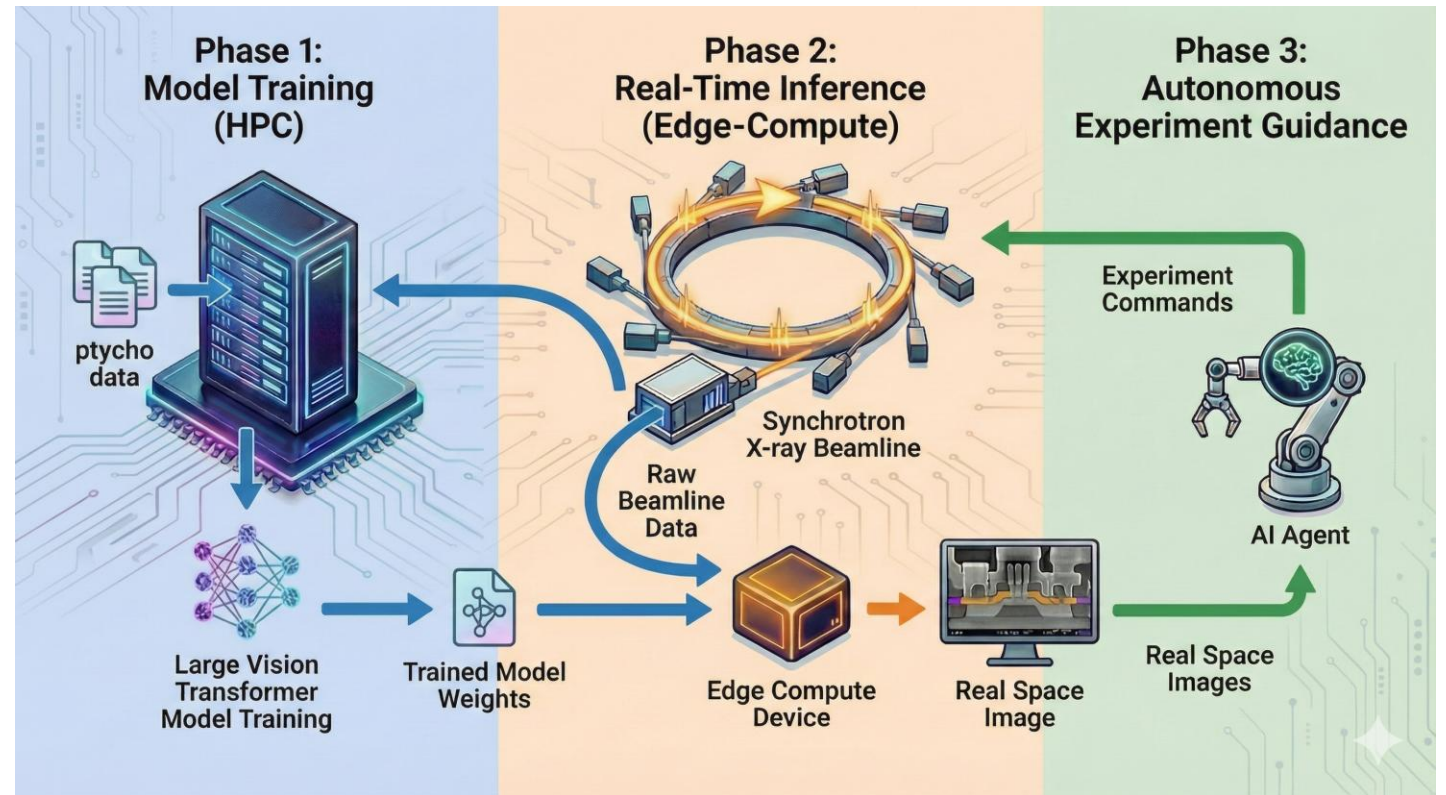 Phase 1:
Model Training
(HPC)
ptycho
data
Large Vision
Transformer
Model Training
Trained Model
Weights
Phase 2:
Real-Time Inference
(Edge-Compute)
Synchrotron
X-ray Beamline
Raw
Beamline
Data
Edge Compute
Device
Real Space
Image
Phase 3:
Autonomous
Experiment Guidance
Experiment
Commands
AI Agent
Real Space
Images